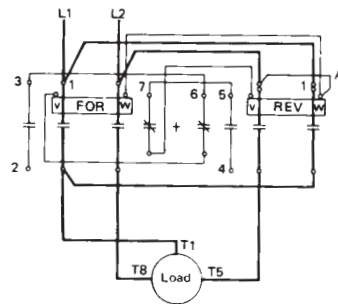 L1 L2
3 1 7 6 5 1
V FOR W V REV W
2 4
T1
T8 Load T5